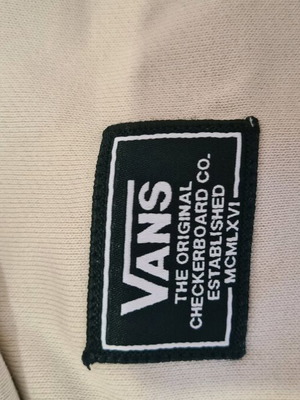 VANS
THE ORIGINAL
CHECKERBOARD CO.
ESTABLISHED
MCMLXVI